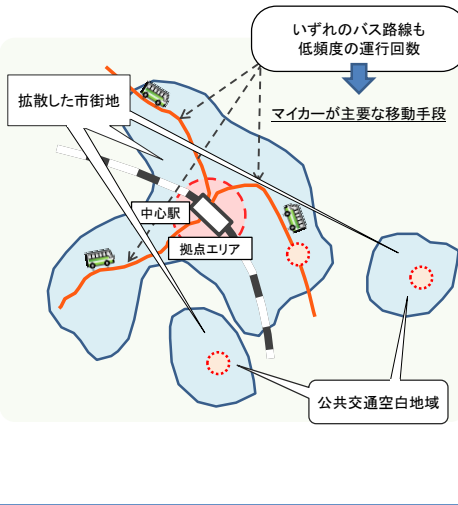 いずれのバス路線も
低頻度の運行回数
マイカーが主要な移動手段
拡散した市街地
中心駅
拠点エリア
公共交通空白地域